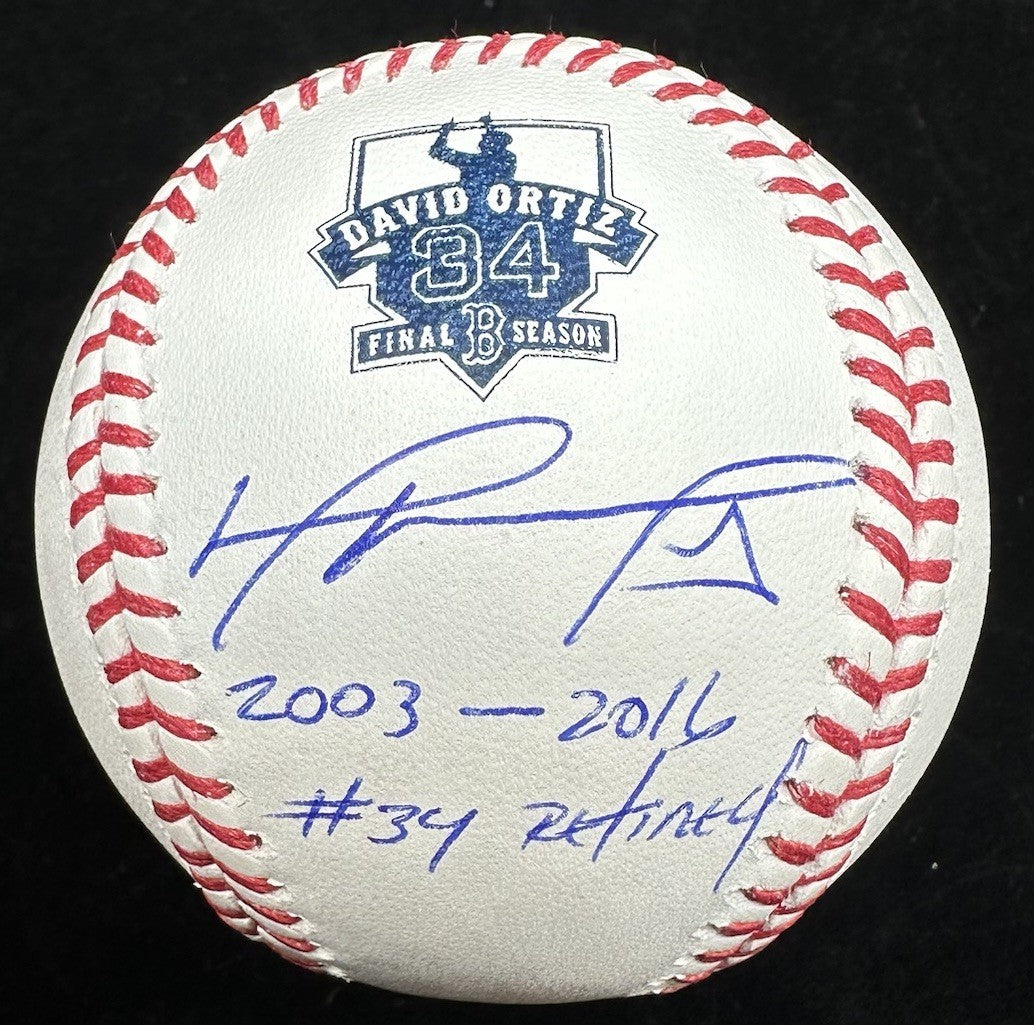 DAVID ORTIZ
34
FINAL B SEASON
2003 — 2016
#34 RETIRED